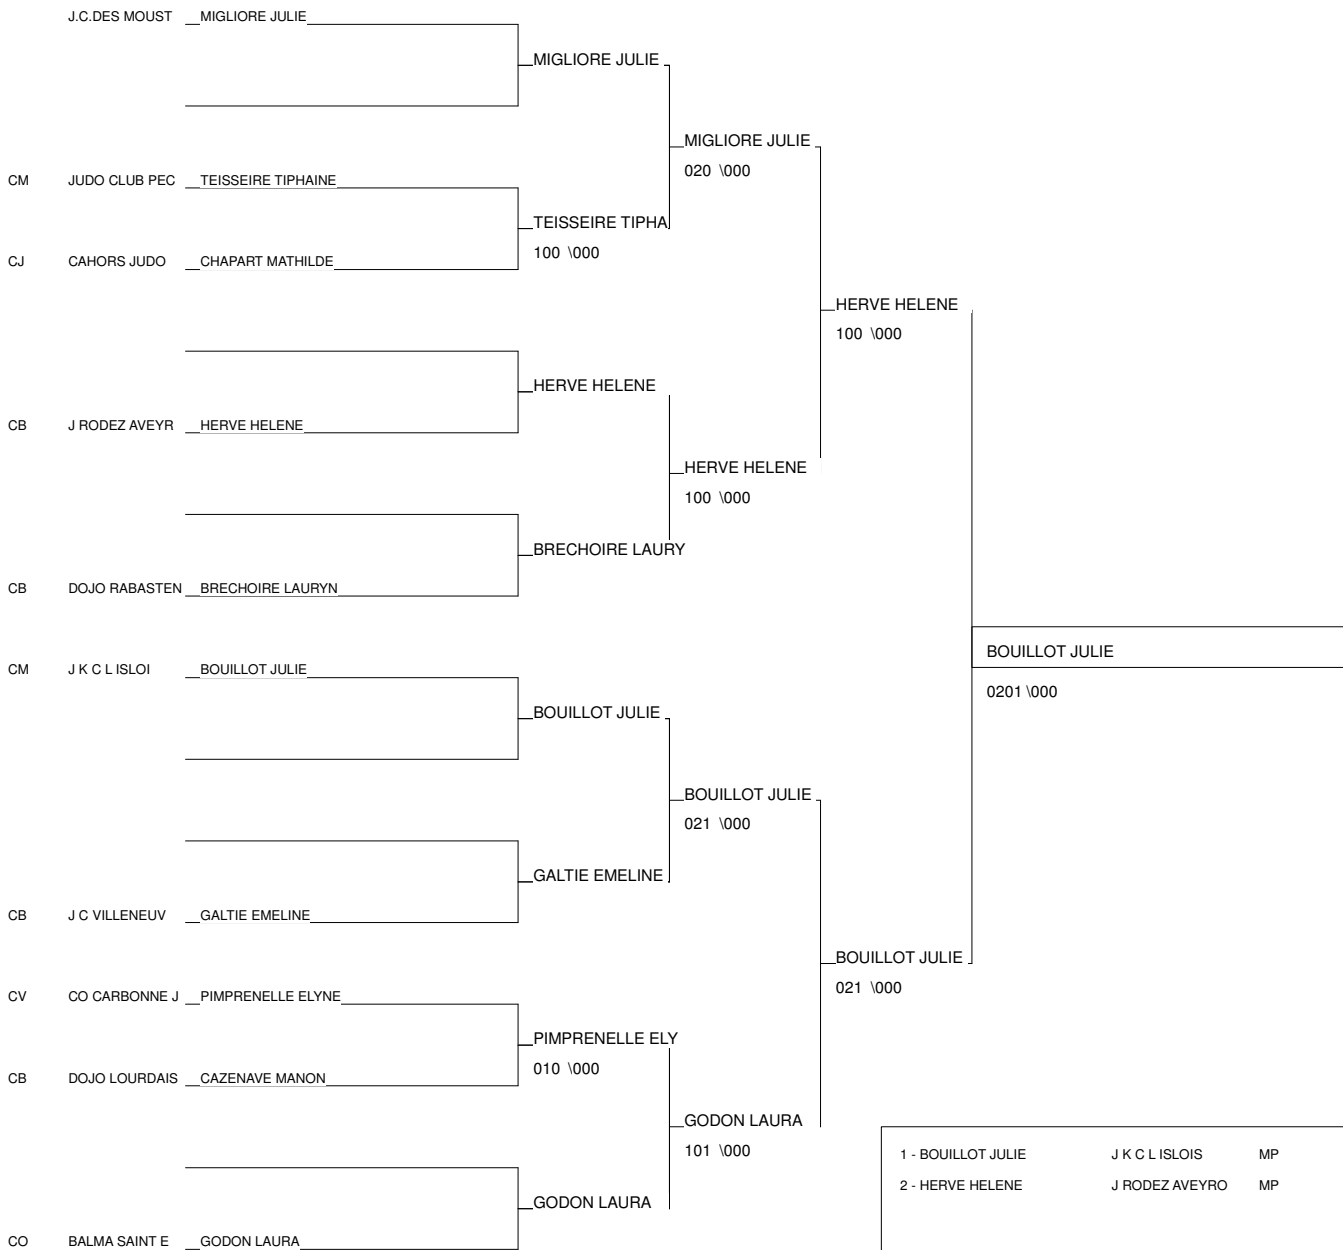 J.C.DES MOUST MIGLIORE JULIE
MIGLIORE JULIE
MIGLIORE JULIE
020 \000
CM JUDO CLUB PEC TEISSEIRE TIPHAINE
TEISSEIRE TIPHA
100 \000
CJ CAHORS JUDO CHAPART MATHILDE
HERVE HELENE
100 \000
HERVE HELENE
CB J RODEZ AVEYR HERVE HELENE
HERVE HELENE
100 \000
BRECHOIRE LAURY
CB DOJO RABASTEN BRECHOIRE LAURYN
BOUILLOT JULIE
0201 \000
CM J K C L ISLOI BOUILLOT JULIE
BOUILLOT JULIE
BOUILLOT JULIE
021 \000
GALTIE EMELINE
CB J C VILLENEUV GALTIE EMELINE
BOUILLOT JULIE
021 \000
CV CO CARBONNE J PIMPRENELLE ELYNE
PIMPRENELLE ELY
010 \000
CB DOJO LOURDAIS CAZENAVE MANON
GODON LAURA
101 \000
1 - BOUILLOT JULIE J K C L ISLOIS MP
2 - HERVE HELENE J RODEZ AVEYRO MP
GODON LAURA
CO BALMA SAINT E GODON LAURA